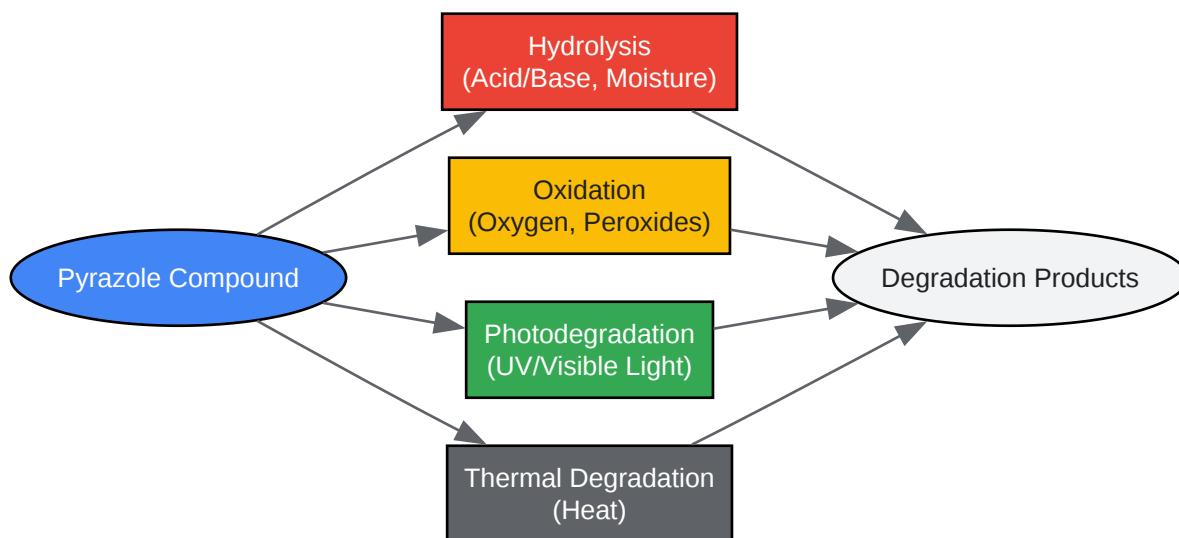 Hydrolysis
(Acid/Base, Moisture)
Oxidation
(Oxygen, Peroxides)
Pyrazole Compound
Degradation Products
Photodegradation
(UV/Visible Light)
Thermal Degradation
(Heat)